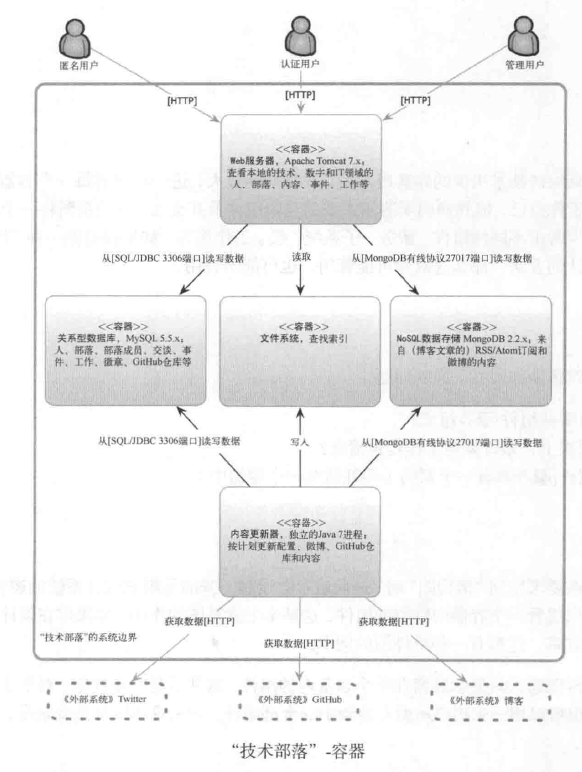 匿名用户
认证用户
管理用户
[HTTP]
[HTTP]
[HTTP]
<<容器>>
Web服务器，Apache Tomcat 7.x；
查看本地的技术、数字和IT领域的
人、部落、内容、事件、工作等
从[SQL/JDBC 3306端口]读写数据
读取
从[MongoDB有线协议27017端口]读写数据
<<容器>>
关系型数据库，MySQL 5.5.x；
人、部落、部落成员、交谈、事
件、工作、徽章、GitHub仓库等
<<容器>>
文件系统，查找索引
<<容器>>
NoSQL数据存储 MongoDB 2.2.x；来
自（博客文章的）RSS/Atom订阅和
微博的内容
从[SQL/JDBC 3306端口]读写数据
写入
从[MongoDB有线协议27017端口]读写数据
<<容器>>
内容更新器，独立的Java 7进程；
按计划更新配置、微博、GitHub仓
库和内容
“技术部落”的系统边界
获取数据[HTTP]
获取数据[HTTP]
获取数据[HTTP]
《外部系统》Twitter
《外部系统》GitHub
《外部系统》博客
“技术部落”-容器